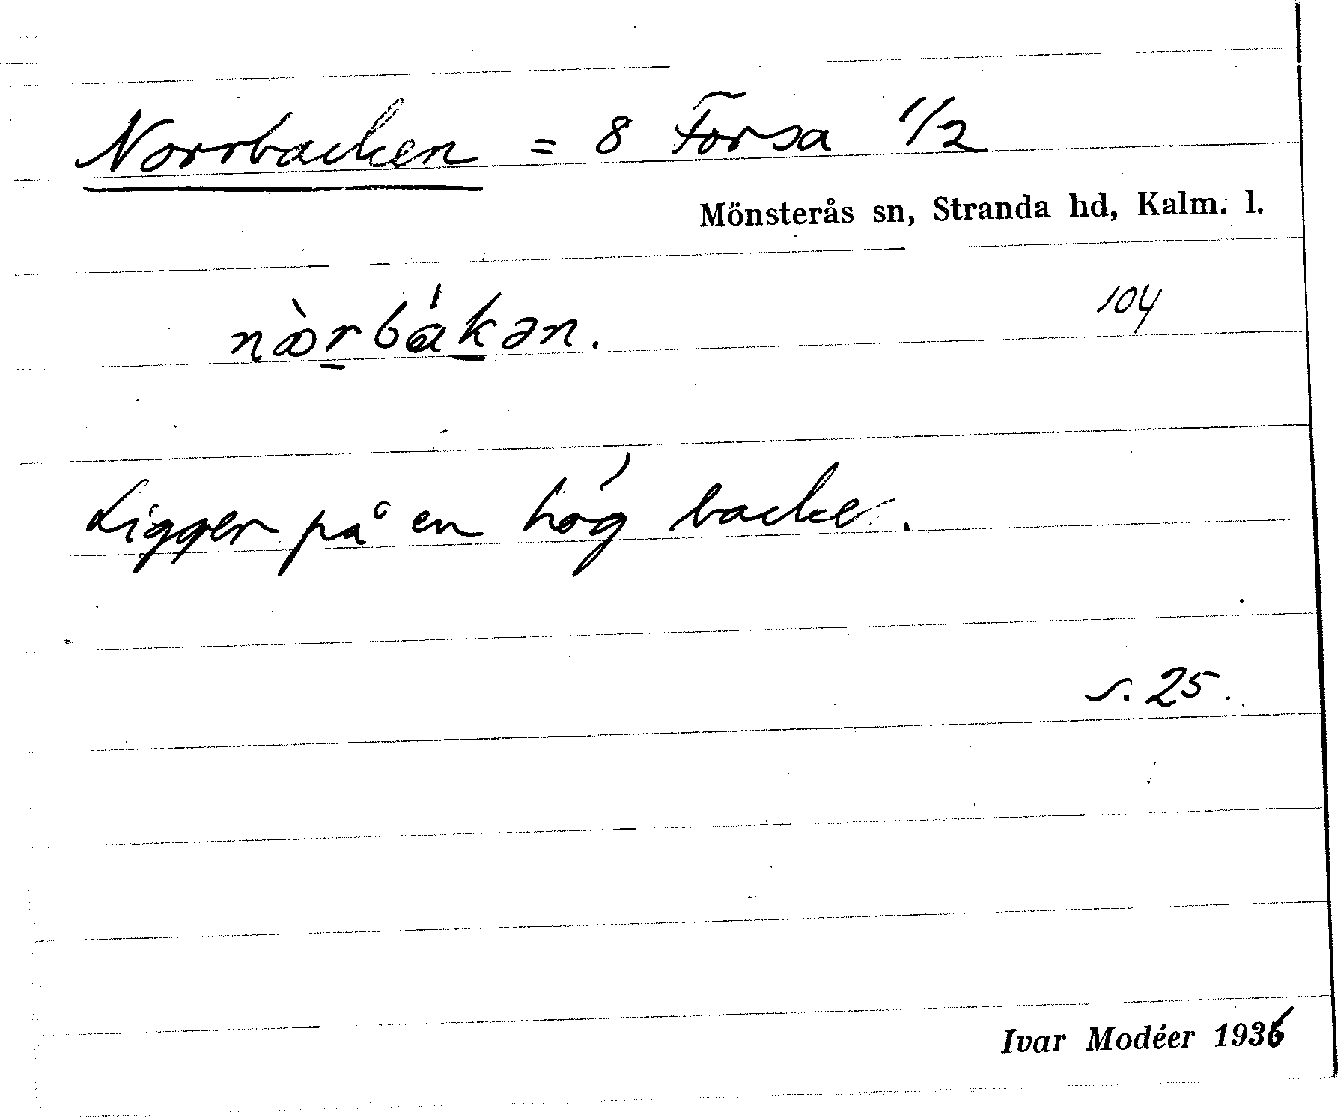 Norrbacken = 8 Forsa 1/2
Mönsterås sn, Stranda hd, Kalm. l.
nòrbákən.
104
Ligger på en hög backe.
s. 25.
Ivar Modéer 1936